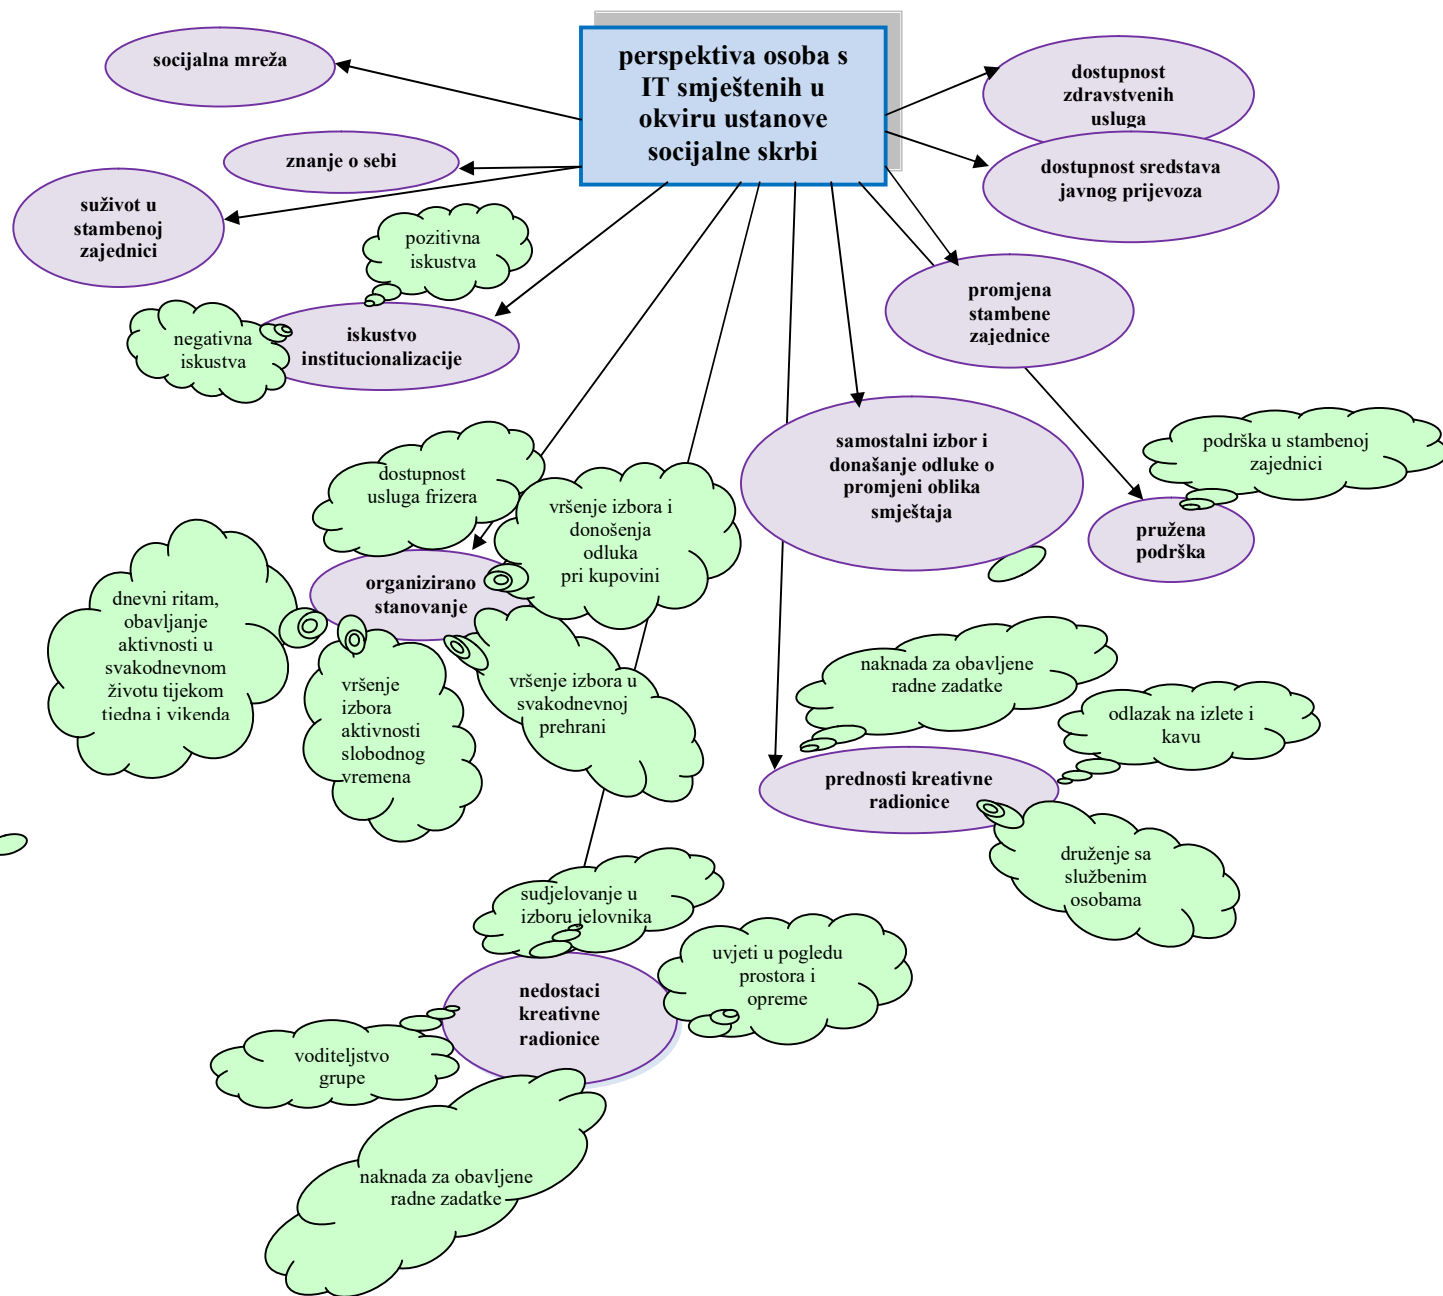 perspektiva osoba s
IT smještenih u
okviru ustanove
socijalne skrbi
socijalna mreža
dostupnost
zdravstvenih
usluga
znanje o sebi
dostupnost sredstava
javnog prijevoza
suživot u
stambenoj
zajednici
pozitivna
iskustva
promjena
stambene
zajednice
iskustvo
institucionalizacije
negativna
iskustva
samostalni izbor i
donašanje odluke o
promjeni oblika
smještaja
podrška u stambenoj
zajednici
pružena
podrška
dostupnost
usluga frizera
vršenje izbora i
donošenja
odluka
pri kupovini
organizirano
stanovanje
dnevni ritam,
obavljanje
aktivnosti u
svakodnevnom
životu tijekom
tjedna i vikenda
vršenje
izbora
aktivnosti
slobodnog
vremena
vršenje izbora u
svakodnevnoj
prehrani
naknada za obavljene
radne zadatke
odlazak na izlete i
kavu
prednosti kreativne
radionice
druženje sa
službenim
osobama
sudjelovanje u
izboru jelovnika
uvjeti u pogledu
prostora i
opreme
nedostaci
kreativne
radionice
voditeljstvo
grupe
naknada za obavljene
radne zadatke